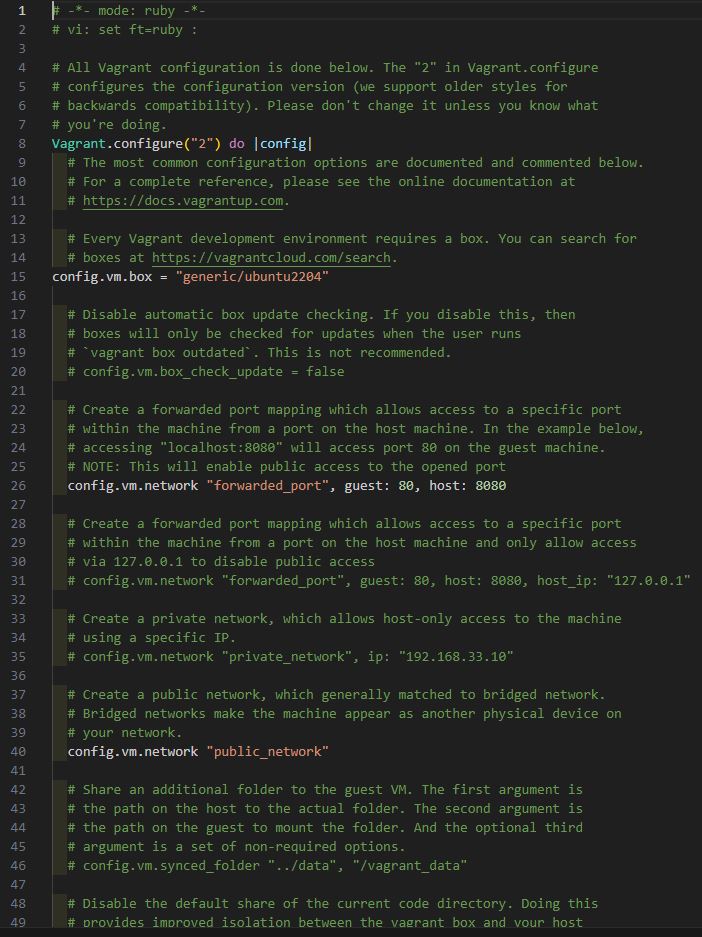 1 # -*- mode: ruby -*-
2 # vi: set ft=ruby :
3
4 # All Vagrant configuration is done below. The "2" in Vagrant.configure
5 # configures the configuration version (we support older styles for
6 # backwards compatibility). Please don't change it unless you know what
7 # you're doing.
8 Vagrant.configure("2") do |config|
9 # The most common configuration options are documented and commented below.
10 # For a complete reference, please see the online documentation at
11 # https://docs.vagrantup.com.
12
13 # Every Vagrant development environment requires a box. You can search for
14 # boxes at https://vagrantcloud.com/search.
15 config.vm.box = "generic/ubuntu2204"
16
17 # Disable automatic box update checking. If you disable this, then
18 # boxes will only be checked for updates when the user runs
19 # `vagrant box outdated`. This is not recommended.
20 # config.vm.box_check_update = false
21
22 # Create a forwarded port mapping which allows access to a specific port
23 # within the machine from a port on the host machine. In the example below,
24 # accessing "localhost:8080" will access port 80 on the guest machine.
25 # NOTE: This will enable public access to the opened port
26 config.vm.network "forwarded_port", guest: 80, host: 8080
27
28 # Create a forwarded port mapping which allows access to a specific port
29 # within the machine from a port on the host machine and only allow access
30 # via 127.0.0.1 to disable public access
31 # config.vm.network "forwarded_port", guest: 80, host: 8080, host_ip: "127.0.0.1"
32
33 # Create a private network, which allows host-only access to the machine
34 # using a specific IP.
35 # config.vm.network "private_network", ip: "192.168.33.10"
36
37 # Create a public network, which generally matched to bridged network.
38 # Bridged networks make the machine appear as another physical device on
39 # your network.
40 config.vm.network "public_network"
41
42 # Share an additional folder to the guest VM. The first argument is
43 # the path on the host to the actual folder. The second argument is
44 # the path on the guest to mount the folder. And the optional third
45 # argument is a set of non-required options.
46 # config.vm.synced_folder "../data", "/vagrant_data"
47
48 # Disable the default share of the current code directory. Doing this
49 # provides improved isolation between the vagrant box and your host